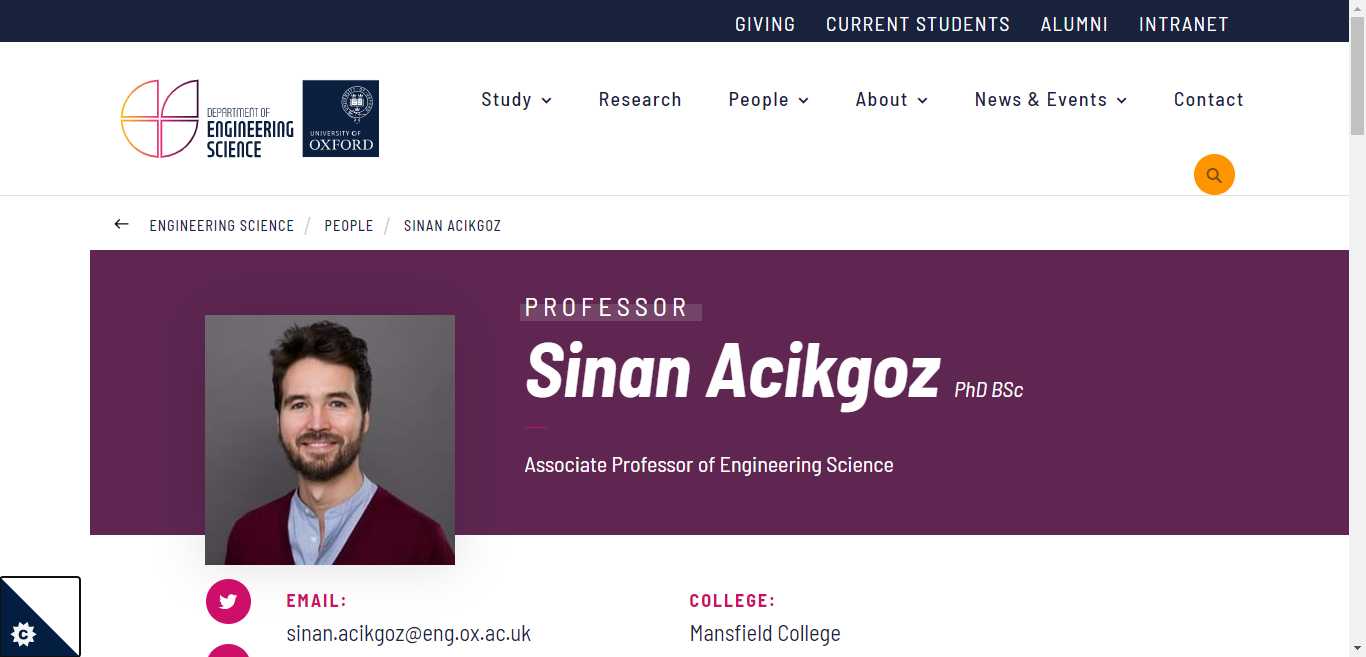 GIVING CURRENT STUDENTS ALUMNI INTRANET
DEPARTMENT OF
ENGINEERING
SCIENCE
UNIVERSITY OF
OXFORD
Study Research People About News & Events Contact
ENGINEERING SCIENCE / PEOPLE / SINAN ACIKGOZ
PROFESSOR
Sinan Acikgoz PhD BSc
Associate Professor of Engineering Science
EMAIL:
sinan.acikgoz@eng.ox.ac.uk
COLLEGE:
Mansfield College
C